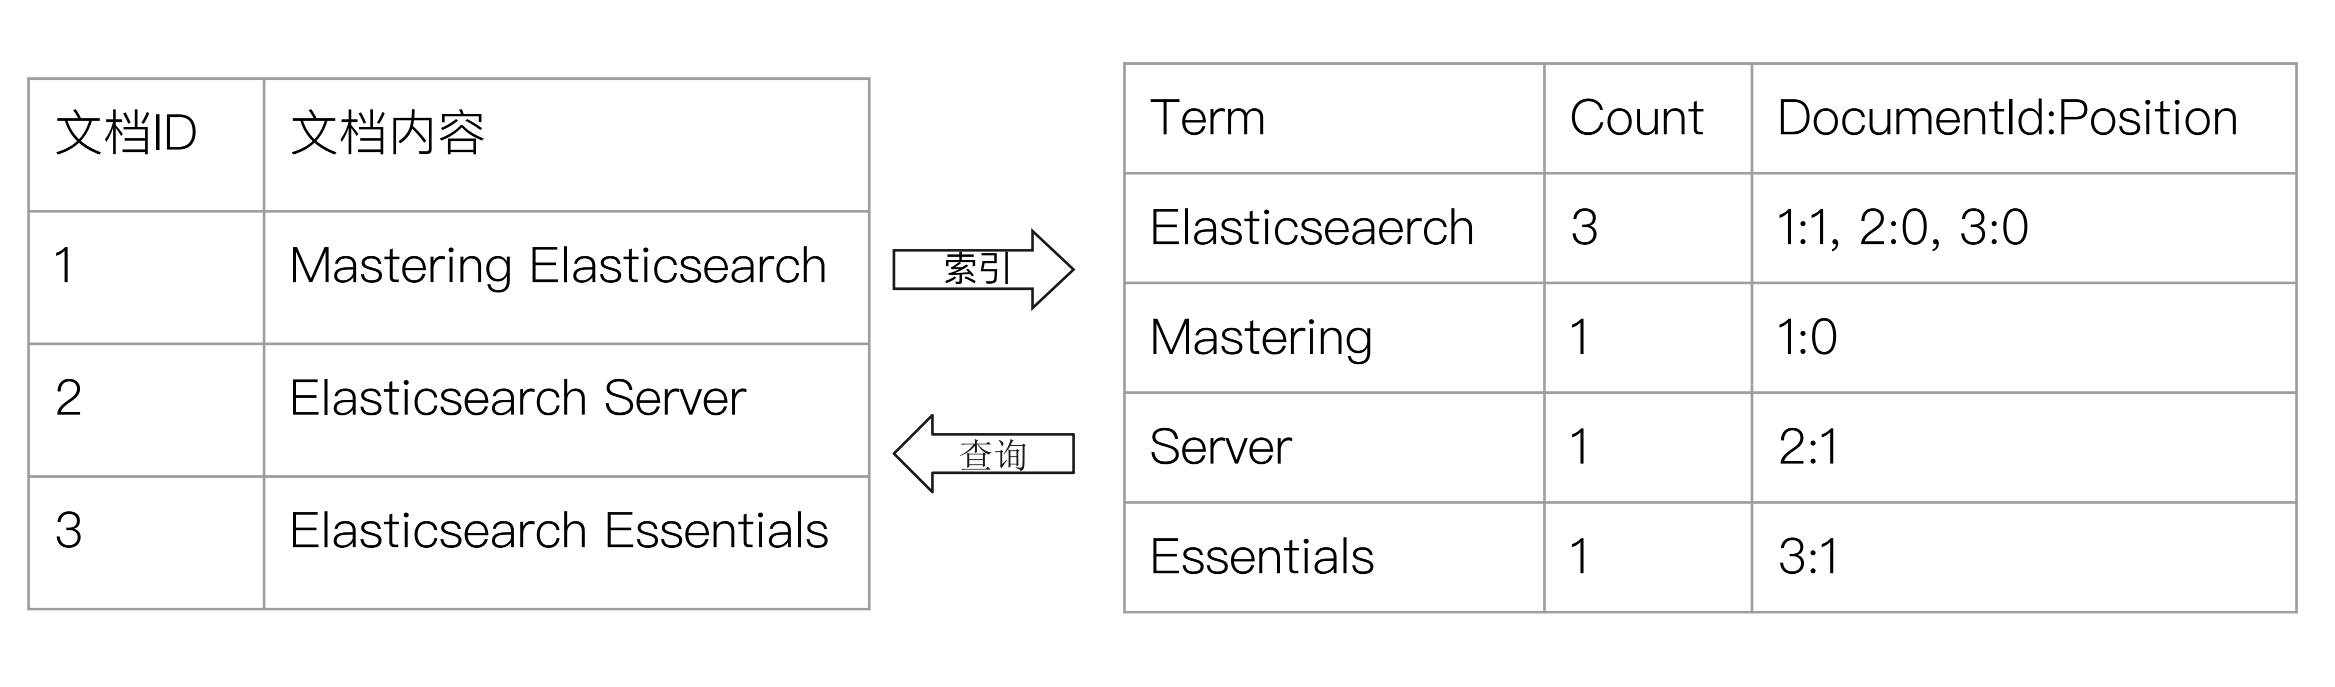 文档ID 文档内容
1 Mastering Elasticsearch
2 Elasticsearch Server
3 Elasticsearch Essentials
索引
查询
Term Count DocumentId:Position
Elasticseaerch 3 1:1, 2:0, 3:0
Mastering 1 1:0
Server 1 2:1
Essentials 1 3:1